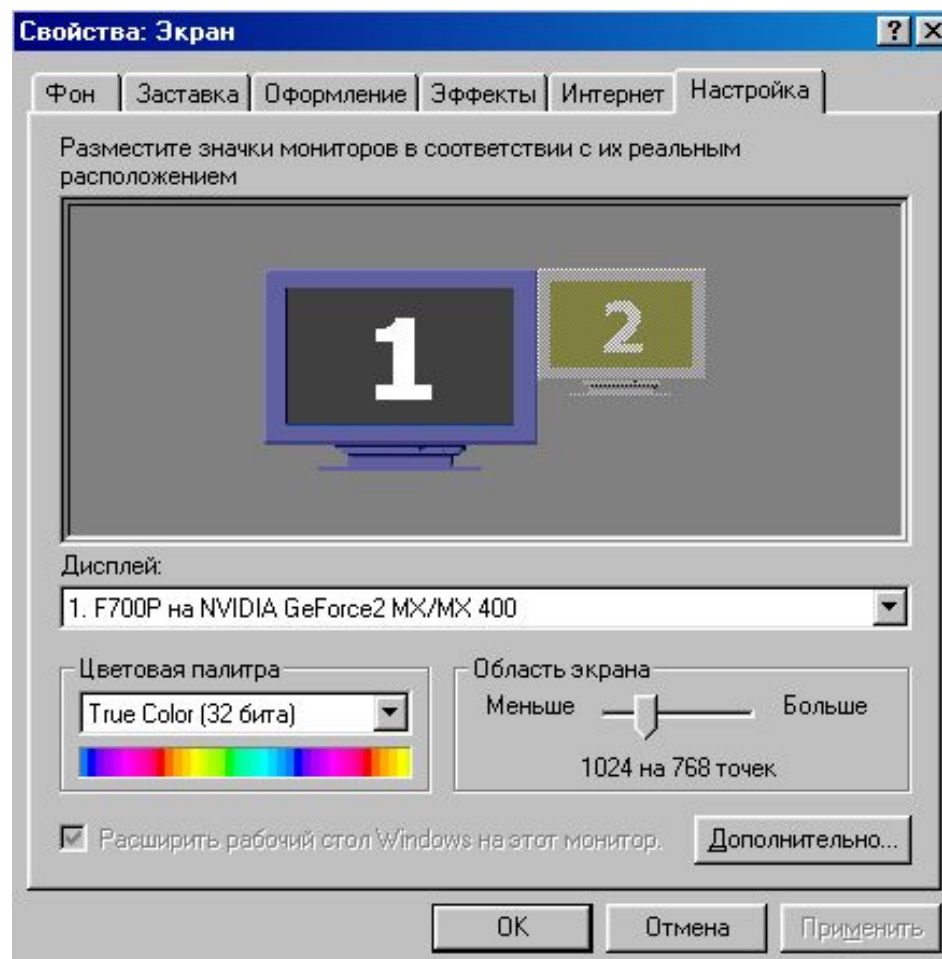 Свойства: Экран
Фон Заставка Оформление Эффекты Интернет Настройка
Разместите значки мониторов в соответствии с их реальным
расположением
1 2
Дисплей:
1. F700P на NVIDIA GeForce2 MX/MX 400
Цветовая палитра
True Color (32 бита)
Область экрана
Меньше Больше
1024 на 768 точек
Расширить рабочий стол Windows на этот монитор.
Дополнительно...
OK Отмена Применить